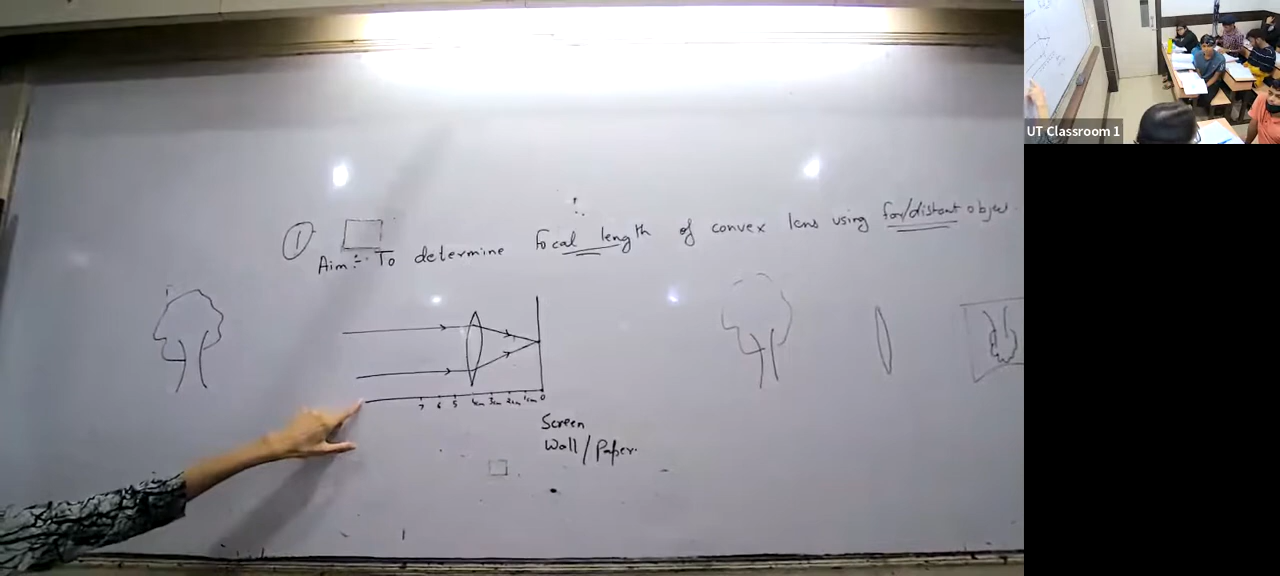 UT Classroom 1
①
Aim:- To determine focal length of convex lens using far/distant object.
7 6 5 4cm 3cm 2cm 1cm 0
Screen
Wall/Paper.